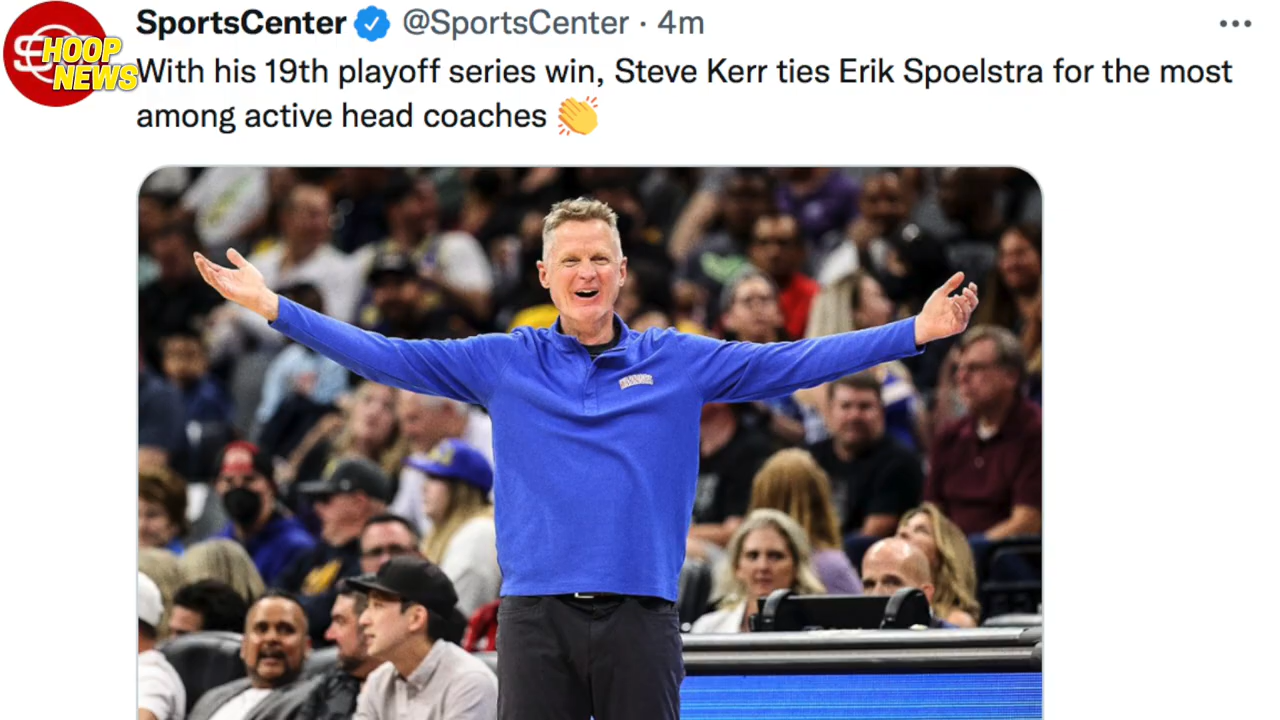 SportsCenter @SportsCenter · 4m
HOOP
NEWS
With his 19th playoff series win, Steve Kerr ties Erik Spoelstra for the most
among active head coaches 👏